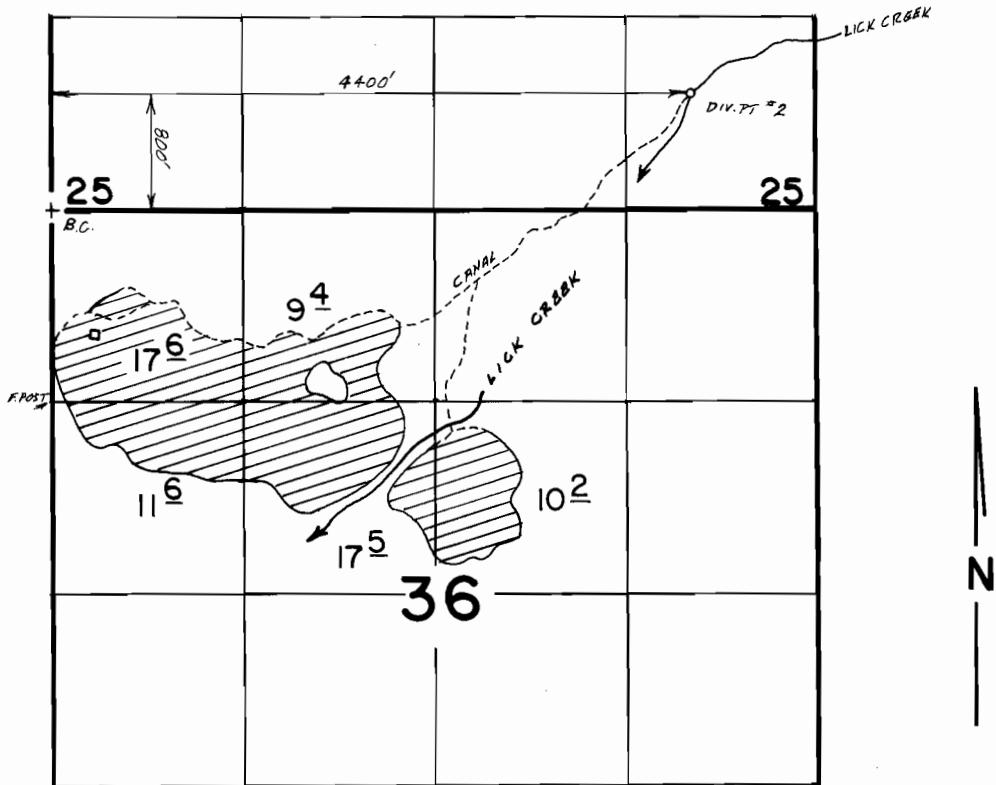 LICK CREEK
4400'
DIV. PT #2
800'
25
25
B.C.
CANAL
LICK CREEK
9 4
17 6
F. POST
11 6
10 2
17 5
36
N